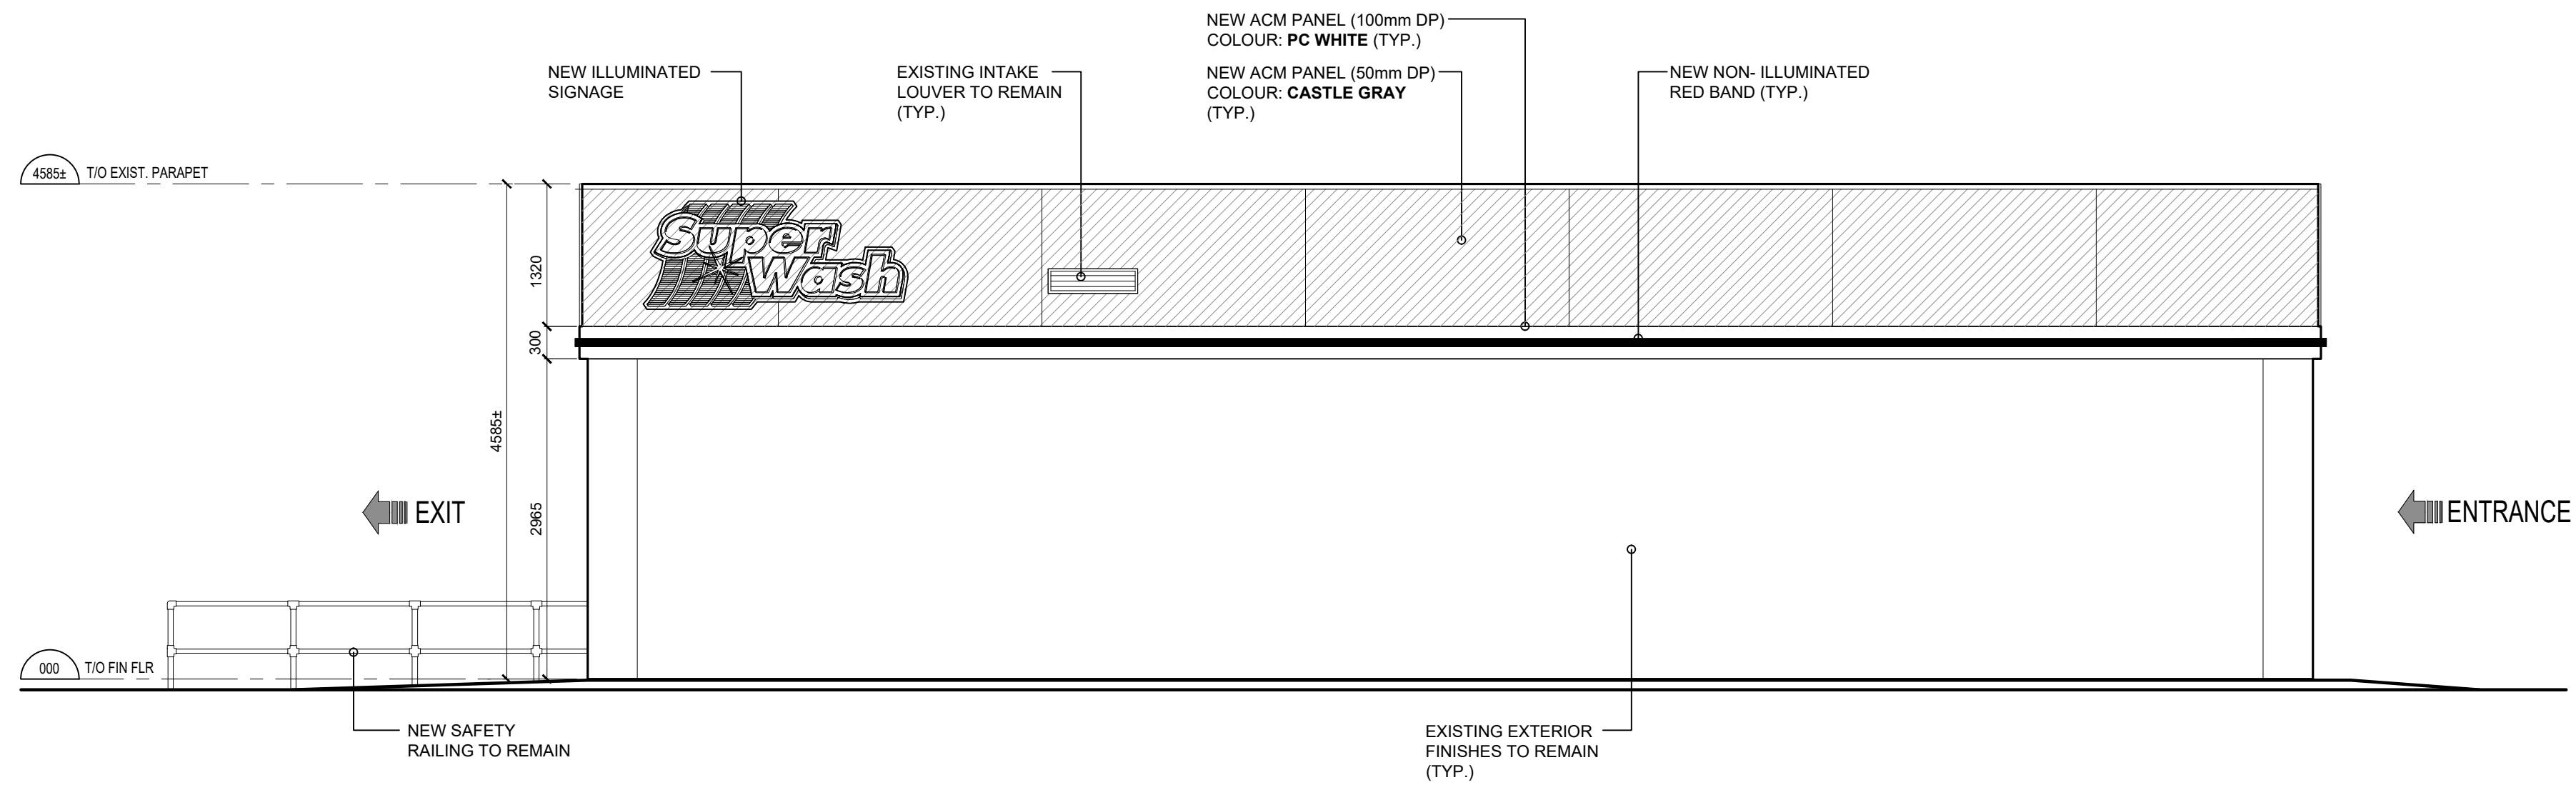 NEW ACM PANEL (100mm DP)
COLOUR: PC WHITE (TYP.)
NEW ILLUMINATED
SIGNAGE
EXISTING INTAKE
LOUVER TO REMAIN
(TYP.)
NEW ACM PANEL (50mm DP)
COLOUR: CASTLE GRAY
(TYP.)
NEW NON- ILLUMINATED
RED BAND (TYP.)
4585±
T/O EXIST. PARAPET
Super
Wash
1320
300
4585±
2965
EXIT
ENTRANCE
000
T/O FIN FLR
NEW SAFETY
RAILING TO REMAIN
EXISTING EXTERIOR
FINISHES TO REMAIN
(TYP.)